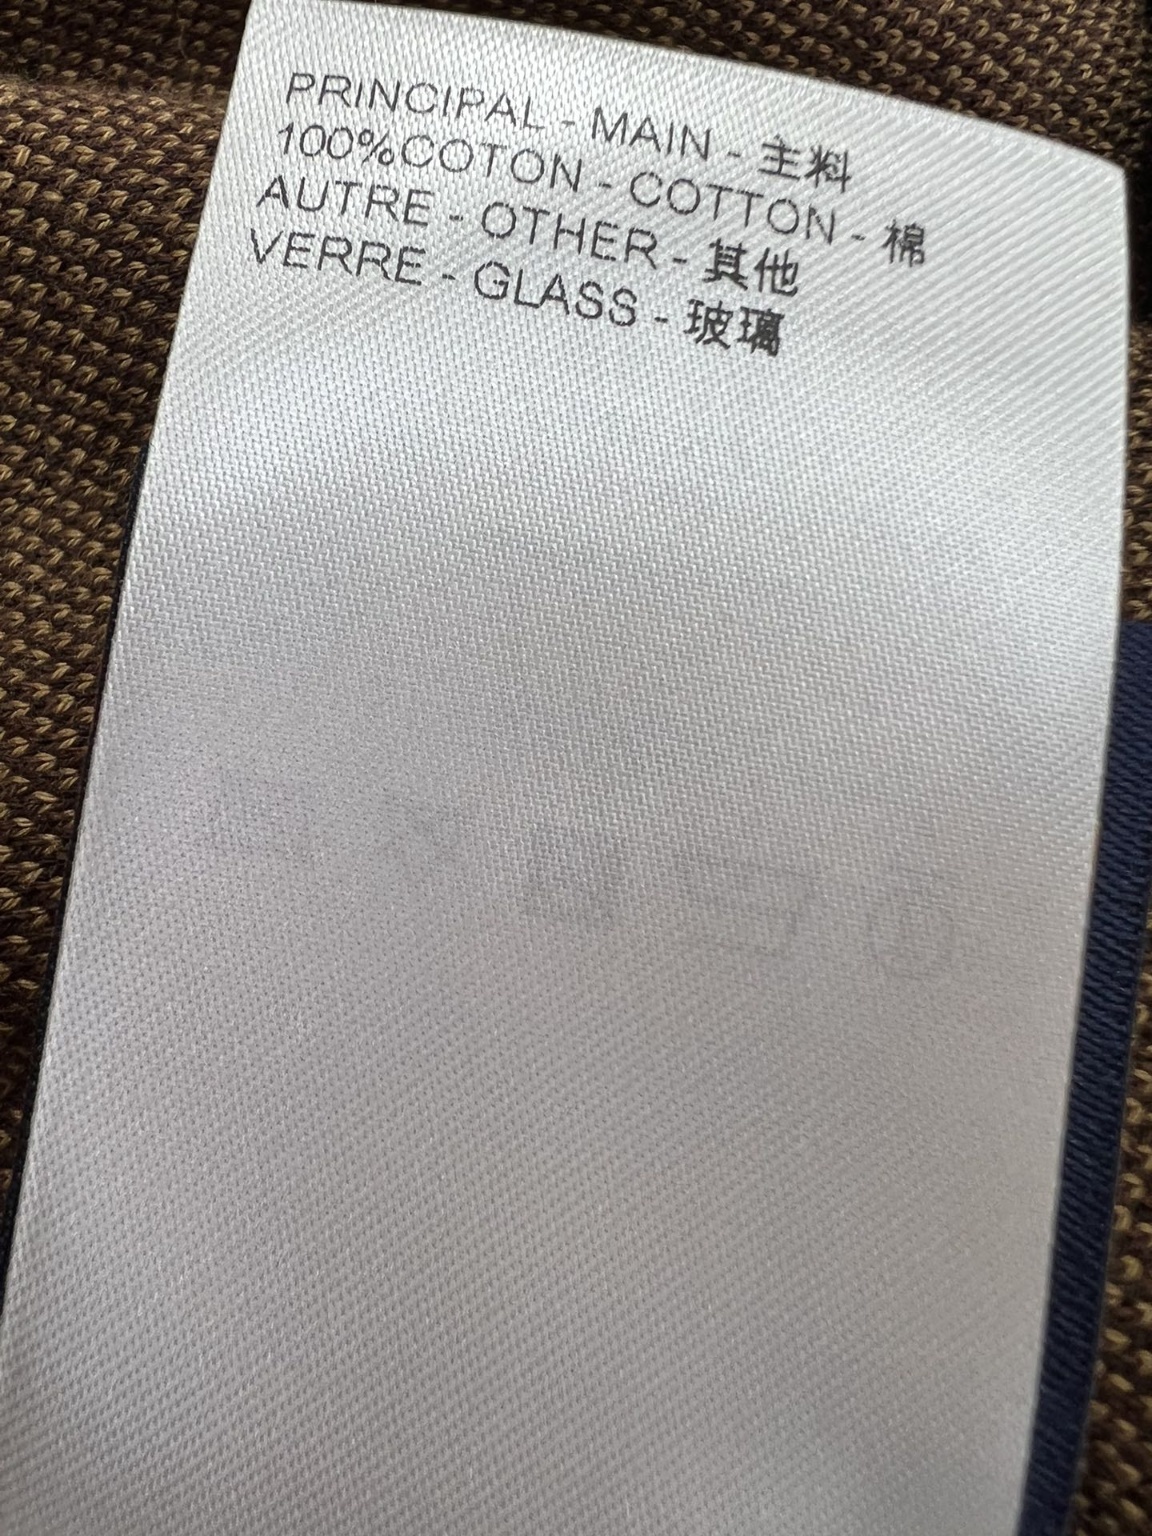 PRINCIPAL - MAIN - 主料
100%COTON - COTTON - 棉
AUTRE - OTHER - 其他
VERRE - GLASS - 玻璃